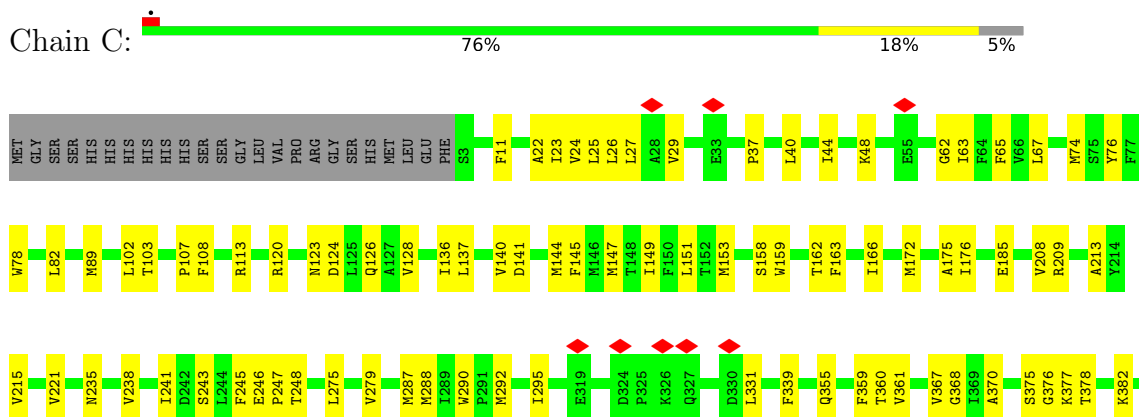 Chain C:
76% 18% 5%
MET GLY SER SER HIS HIS HIS HIS HIS HIS SER SER GLY LEU VAL PRO ARG GLY SER HIS MET LEU GLU PHE S3 F11 A22 I23 V24 L25 L26 L27 A28 V29 E33 P37 L40 I44 K48 E55 G62 I63 F64 F65 V66 L67 M74 S75 Y76 F77
W78 L82 M89 L102 T103 P107 F108 R113 R120 N123 D124 L125 Q126 A127 V128 I136 L137 V140 D141 M144 F145 M146 M147 T148 I149 F150 L151 T152 M153 S158 W159 T162 F163 I166 M172 A175 I176 E185 V208 R209 A213 Y214
V215 V221 N235 V238 I241 D242 S243 L244 F245 E246 P247 T248 L275 V279 M287 M288 I289 W290 P291 M292 I295 E319 D324 P325 K326 Q327 D330 L331 F339 Q355 F359 T360 V361 V367 G368 I369 A370 S375 G376 K377 T378 K382